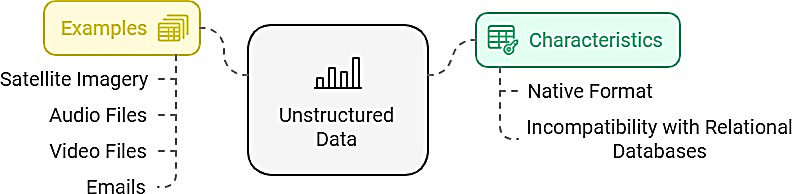 Examples
Satellite Imagery
Audio Files
Video Files
Emails
Unstructured
Data
Characteristics
Native Format
Incompatibility with Relational
Databases